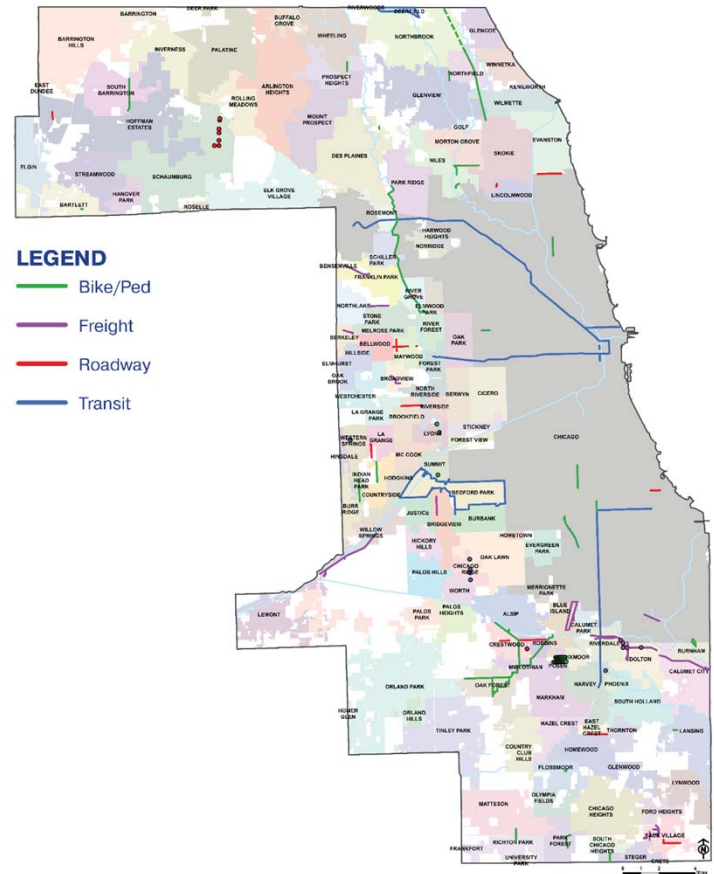 DEER PARK
BARRINGTON
RIVERWOODS
DEERFIELD
BUFFALO
GROVE
GLENCOE
BARRINGTON
HILLS
WHEELING
NORTHBROOK
INVERNESS
PALATINE
WINNETKA
EAST
DUNDEE
SOUTH
BARRINGTON
PROSPECT
HEIGHTS
NORTHFIELD
KENILWORTH
ROLLING
MEADOWS
ARLINGTON
HEIGHTS
GLENVIEW
WILMETTE
HOFFMAN
ESTATES
MOUNT
PROSPECT
GOLF
MORTON GROVE
EVANSTON
ELGIN
DES PLAINES
NILES
SKOKIE
STREAMWOOD
SCHAUMBURG
PARK RIDGE
LINCOLNWOOD
HANOVER
PARK
ELK GROVE
VILLAGE
BARTLETT
ROSELLE
ROSEMONT
HARWOOD
HEIGHTS
NORRIDGE
LEGEND
Bike/Ped
Freight
Roadway
Transit
SCHILLER
PARK
BENSENVILLE
FRANKLIN PARK
RIVER
GROVE
NORTHLAKE
ELMWOOD
PARK
STONE
PARK
RIVER
FOREST
MELROSE PARK
BERKELEY
BELLWOOD
OAK
PARK
HILLSIDE
MAYWOOD
ELMHURST
FOREST
PARK
OAK
BROOK
BROADVIEW
NORTH
RIVERSIDE
WESTCHESTER
BERWYN
CICERO
LA GRANGE
PARK
RIVERSIDE
BROOKFIELD
STICKNEY
LYONS
CHICAGO
WESTERN
SPRINGS
LA
GRANGE
FOREST VIEW
HINSDALE
MC COOK
SUMMIT
INDIAN
HEAD
PARK
HODGKINS
COUNTRYSIDE
BEDFORD PARK
BURR
RIDGE
JUSTICE
BURBANK
BRIDGEVIEW
WILLOW
SPRINGS
HOMETOWN
HICKORY
HILLS
OAK LAWN
EVERGREEN
PARK
PALOS HILLS
CHICAGO
RIDGE
MERRIONETTE
PARK
WORTH
LEMONT
PALOS
PARK
PALOS
HEIGHTS
ALSIP
BLUE
ISLAND
CALUMET
PARK
CRESTWOOD
ROBBINS
RIVERDALE
BURNHAM
DIXMOOR
POSEN
DOLTON
MIDLOTHIAN
CALUMET CITY
OAK FOREST
HARVEY
PHOENIX
ORLAND PARK
MARKHAM
SOUTH HOLLAND
HOMER
GLEN
ORLAND
HILLS
TINLEY PARK
HAZEL CREST
EAST
HAZEL
CREST
THORNTON
LANSING
COUNTRY
CLUB
HILLS
HOMEWOOD
FLOSSMOOR
GLENWOOD
LYNWOOD
OLYMPIA
FIELDS
MATTESON
CHICAGO
HEIGHTS
FORD HEIGHTS
SAUK VILLAGE
RICHTON PARK
PARK
FOREST
SOUTH
CHICAGO
HEIGHTS
FRANKFORT
UNIVERSITY
PARK
STEGER
CRETE
N